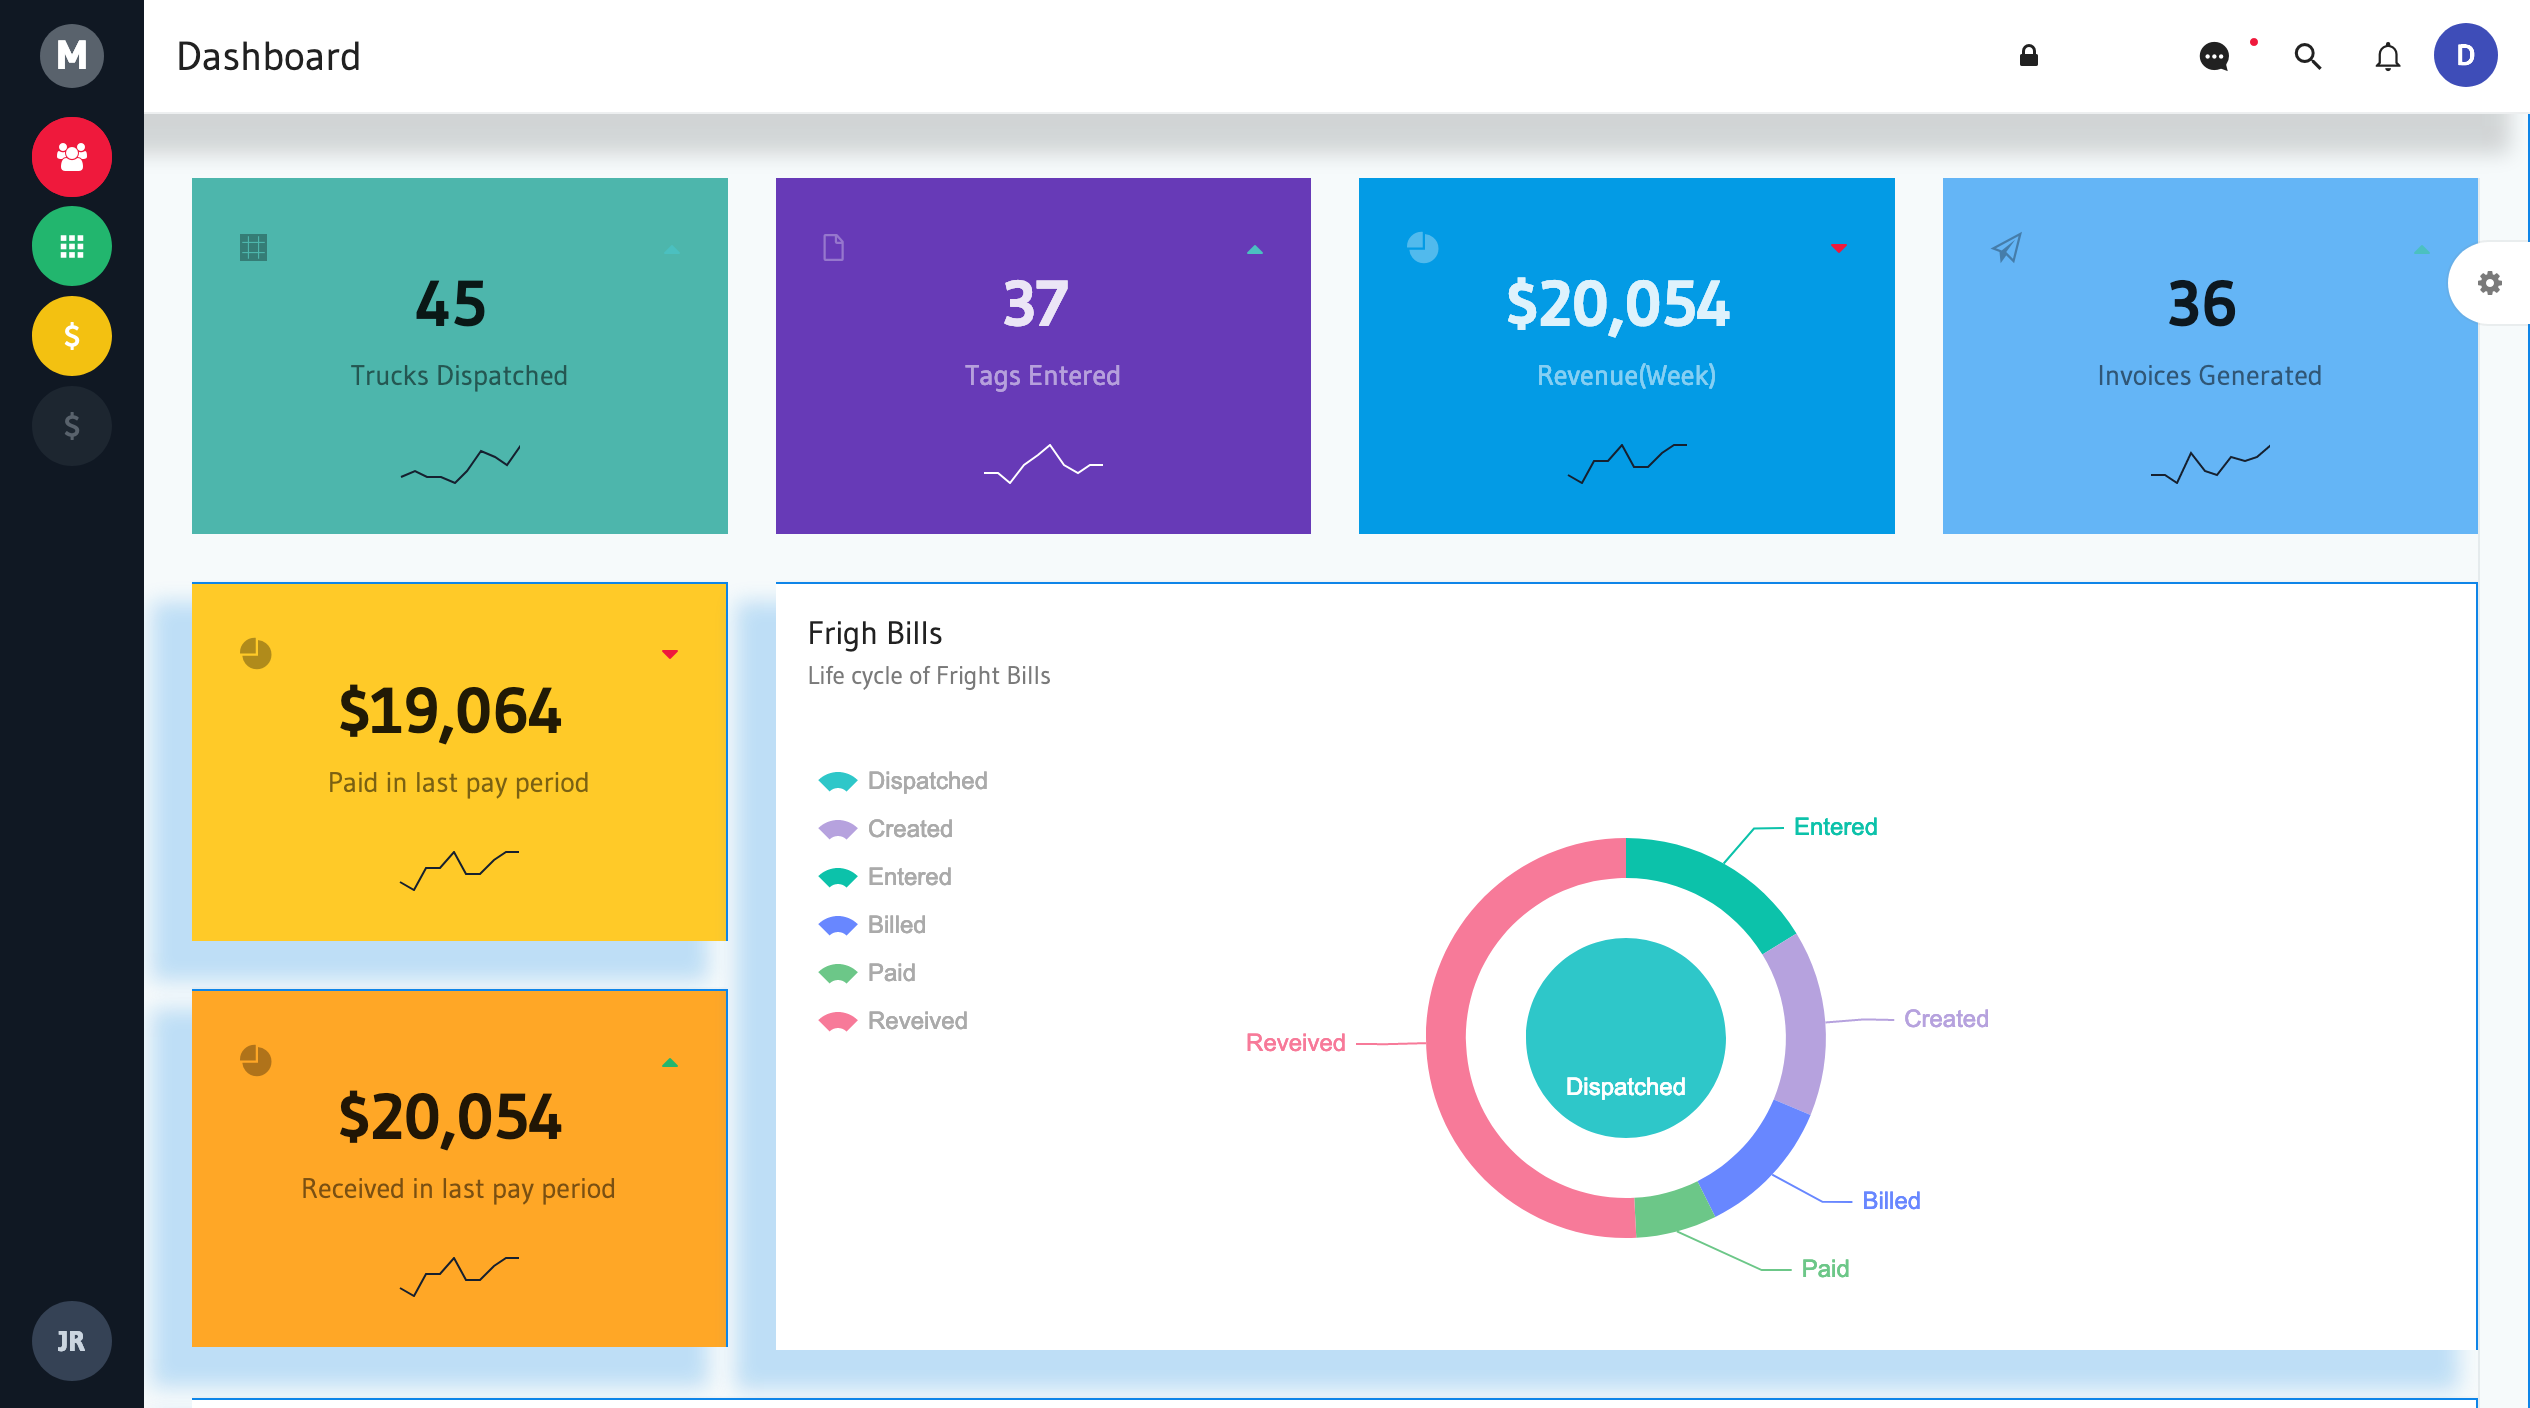 M
Dashboard
D
$
$
JR
45
Trucks Dispatched
37
Tags Entered
$20,054
Revenue(Week)
36
Invoices Generated
$19,064
Paid in last pay period
$20,054
Received in last pay period
Frigh Bills
Life cycle of Fright Bills
Dispatched
Created
Entered
Billed
Paid
Reveived
Entered
Created
Reveived
Dispatched
Billed
Paid